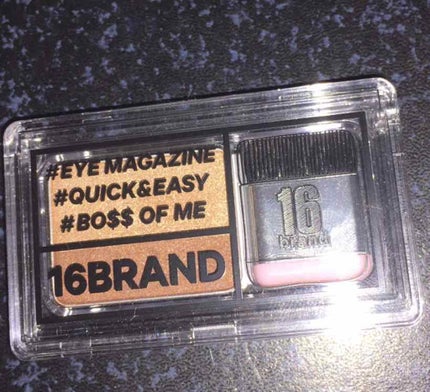 #EYE MAGAZINE
#QUICK&EASY
#BO$$ OF ME
16BRAND
16
brand